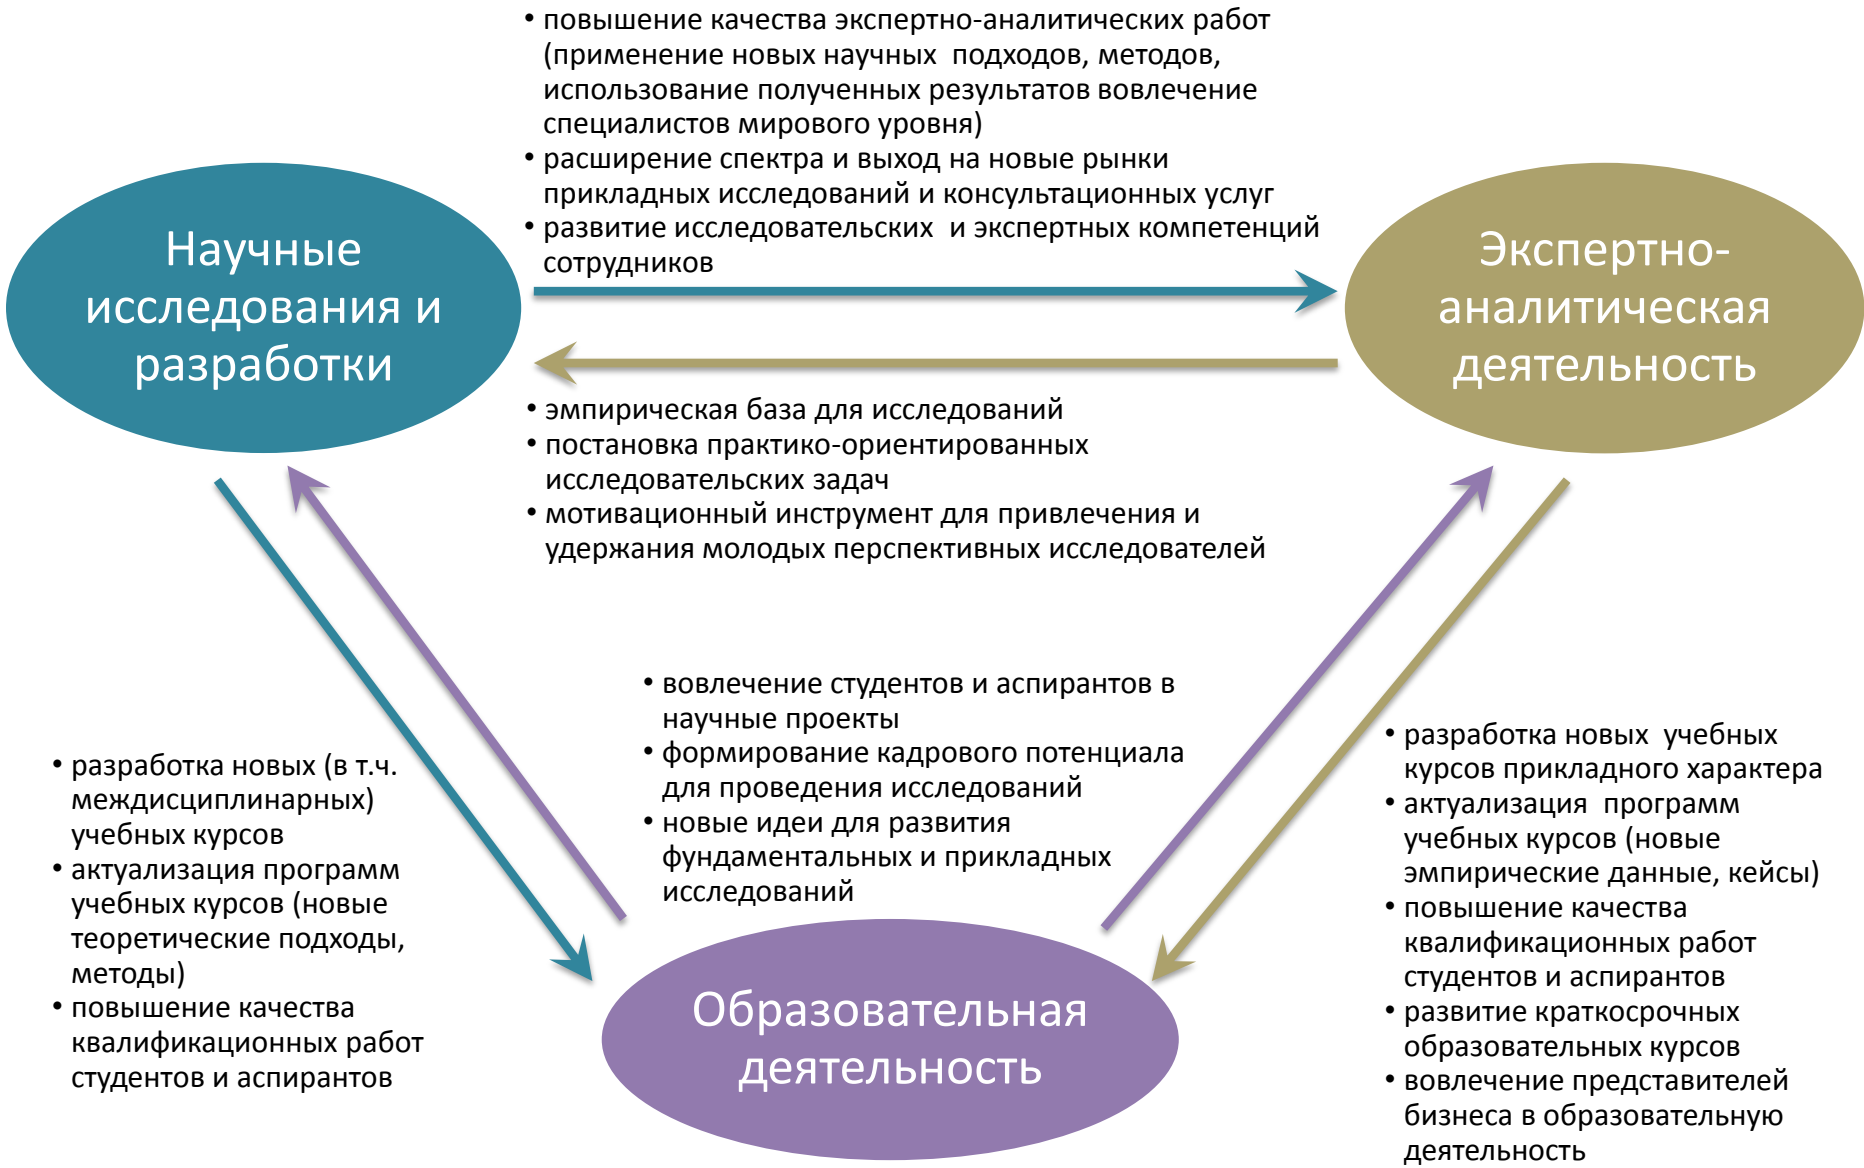 • повышение качества экспертно-аналитических работ
(применение новых научных  подходов, методов,
использование полученных результатов вовлечение
специалистов мирового уровня)
• расширение спектра и выход на новые рынки
прикладных исследований и консультационных услуг
• развитие исследовательских  и экспертных компетенций
сотрудников
Научные
исследования и
разработки
Экспертно-
аналитическая
деятельность
• эмпирическая база для исследований
• постановка практико-ориентированных
исследовательских задач
• мотивационный инструмент для привлечения и
удержания молодых перспективных исследователей
• разработка новых (в т.ч.
междисциплинарных)
учебных курсов
• актуализация программ
учебных курсов (новые
теоретические подходы,
методы)
• повышение качества
квалификационных работ
студентов и аспирантов
• вовлечение студентов и аспирантов в
научные проекты
• формирование кадрового потенциала
для проведения исследований
• новые идеи для развития
фундаментальных и прикладных
исследований
• разработка новых  учебных
курсов прикладного характера
• актуализация  программ
учебных курсов (новые
эмпирические данные, кейсы)
• повышение качества
квалификационных работ
студентов и аспирантов
• развитие краткосрочных
образовательных курсов
• вовлечение представителей
бизнеса в образовательную
деятельность
Образовательная
деятельность